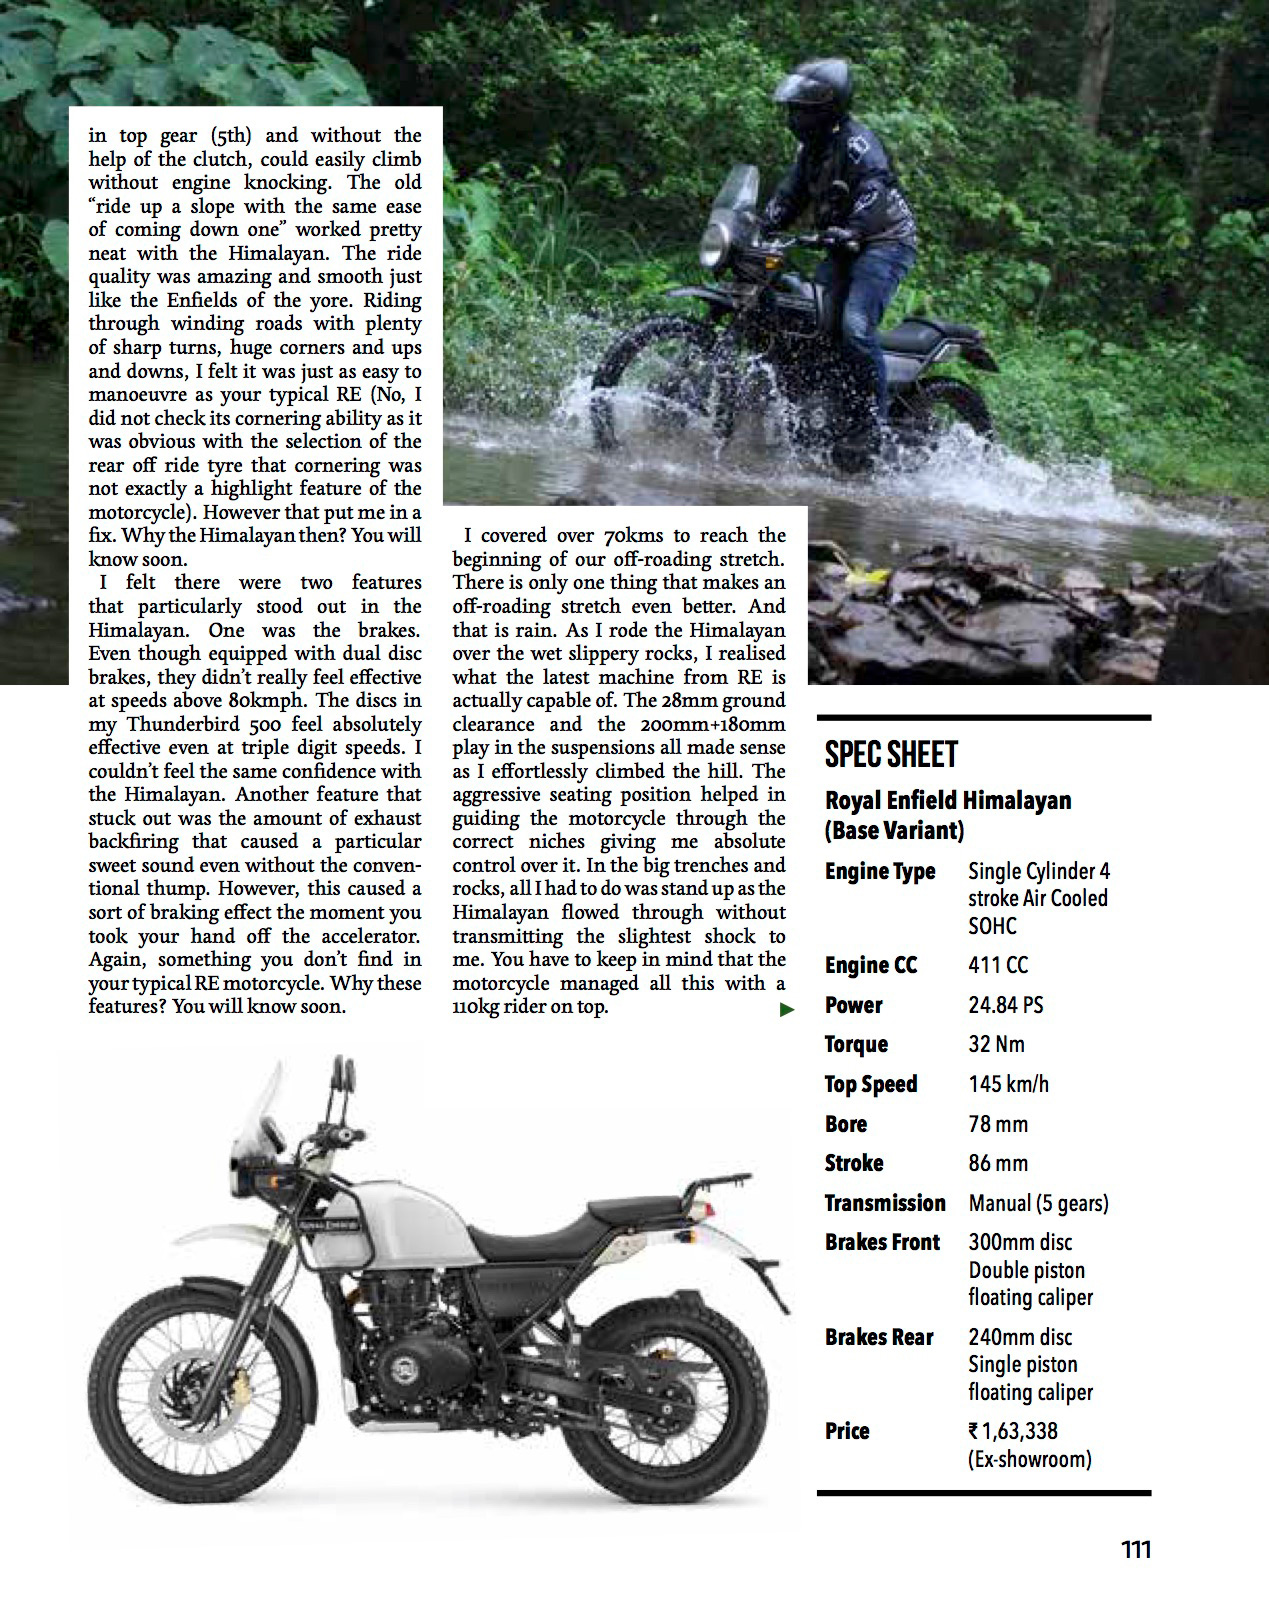 in top gear (5th) and without the
help of the clutch, could easily climb
without engine knocking. The old
“ride up a slope with the same ease
of coming down one” worked pretty
neat with the Himalayan. The ride
quality was amazing and smooth just
like the Enfields of the yore. Riding
through winding roads with plenty
of sharp turns, huge corners and ups
and downs, I felt it was just as easy to
manoeuvre as your typical RE (No, I
did not check its cornering ability as it
was obvious with the selection of the
rear off ride tyre that cornering was
not exactly a highlight feature of the
motorcycle). However that put me in a
fix. Why the Himalayan then? You will
know soon.
I felt there were two features
that particularly stood out in the
Himalayan. One was the brakes.
Even though equipped with dual disc
brakes, they didn’t really feel effective
at speeds above 80kmph. The discs in
my Thunderbird 500 feel absolutely
effective even at triple digit speeds. I
couldn’t feel the same confidence with
the Himalayan. Another feature that
stuck out was the amount of exhaust
backfiring that caused a particular
sweet sound even without the conven-
tional thump. However, this caused a
sort of braking effect the moment you
took your hand off the accelerator.
Again, something you don’t find in
your typical RE motorcycle. Why these
features? You will know soon.
I covered over 70kms to reach the
beginning of our off-roading stretch.
There is only one thing that makes an
off-roading stretch even better. And
that is rain. As I rode the Himalayan
over the wet slippery rocks, I realised
what the latest machine from RE is
actually capable of. The 28mm ground
clearance and the 200mm+180mm
play in the suspensions all made sense
as I effortlessly climbed the hill. The
aggressive seating position helped in
guiding the motorcycle through the
correct niches giving me absolute
control over it. In the big trenches and
rocks, all I had to do was stand up as the
Himalayan flowed through without
transmitting the slightest shock to
me. You have to keep in mind that the
motorcycle managed all this with a
110kg rider on top.
SPEC SHEET
Royal Enfield Himalayan
(Base Variant)
Engine Type Single Cylinder 4
stroke Air Cooled
SOHC
Engine CC 411 CC
Power 24.84 PS
Torque 32 Nm
Top Speed 145 km/h
Bore 78 mm
Stroke 86 mm
Transmission Manual (5 gears)
Brakes Front 300mm disc
Double piston
floating caliper
Brakes Rear 240mm disc
Single piston
floating caliper
Price ₹ 1,63,338
(Ex-showroom)
ROYAL ENFIELD
111